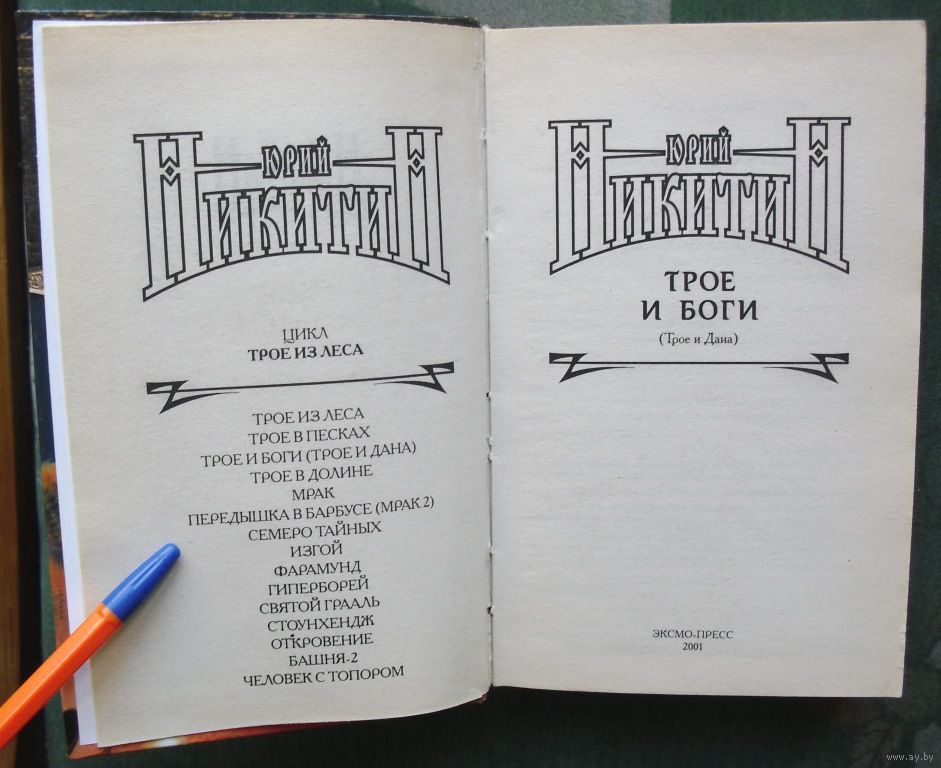 ЮРИЙ
НИКИТИН
ЦИКЛ
ТРОЕ ИЗ ЛЕСА
ТРОЕ ИЗ ЛЕСА
ТРОЕ В ПЕСКАХ
ТРОЕ И БОГИ (ТРОЕ И ДАНА)
ТРОЕ В ДОЛИНЕ
МРАК
ПЕРЕДЫШКА В БАРБУСЕ (МРАК 2)
СЕМЕРО ТАЙНЫХ
ИЗГОЙ
ФАРАМУНД
ГИПЕРБОРЕЙ
СВЯТОЙ ГРААЛЬ
СТОУНХЕНДЖ
ОТКРОВЕНИЕ
БАШНЯ-2
ЧЕЛОВЕК С ТОПОРОМ
ЮРИЙ
НИКИТИН
ТРОЕ
И БОГИ
(Трое и Дана)
ЭКСМО-ПРЕСС
2001
www.ay.by